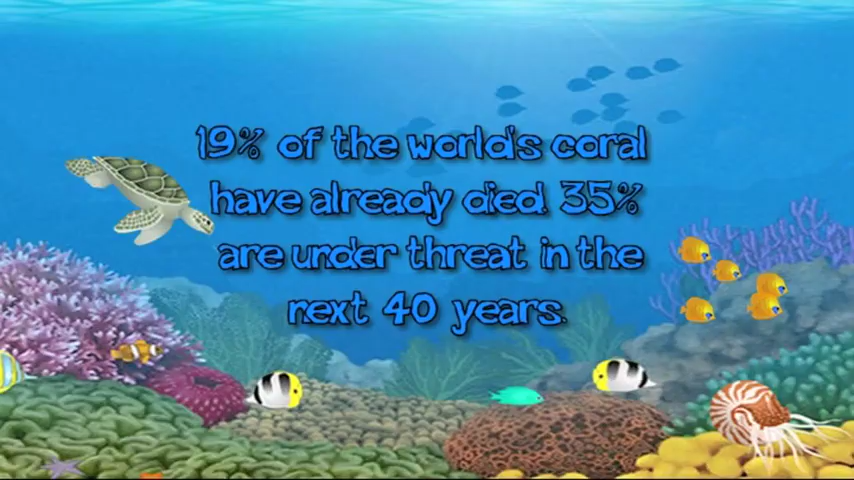 19% of the world's coral
have already died. 35%
are under threat in the
next 40 years.